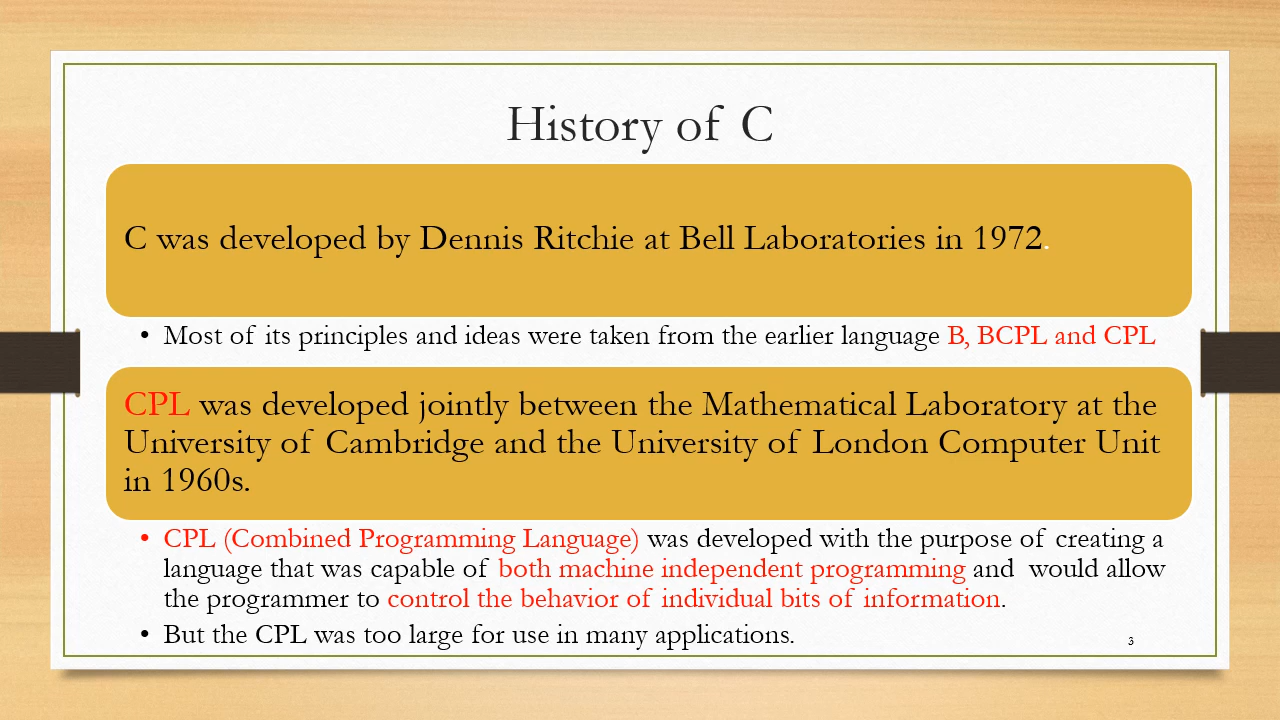 History of C
C was developed by Dennis Ritchie at Bell Laboratories in 1972.
• Most of its principles and ideas were taken from the earlier language B, BCPL and CPL
CPL was developed jointly between the Mathematical Laboratory at the
University of Cambridge and the University of London Computer Unit
in 1960s.
• CPL (Combined Programming Language) was developed with the purpose of creating a
language that was capable of both machine independent programming and would allow
the programmer to control the behavior of individual bits of information.
• But the CPL was too large for use in many applications.
3